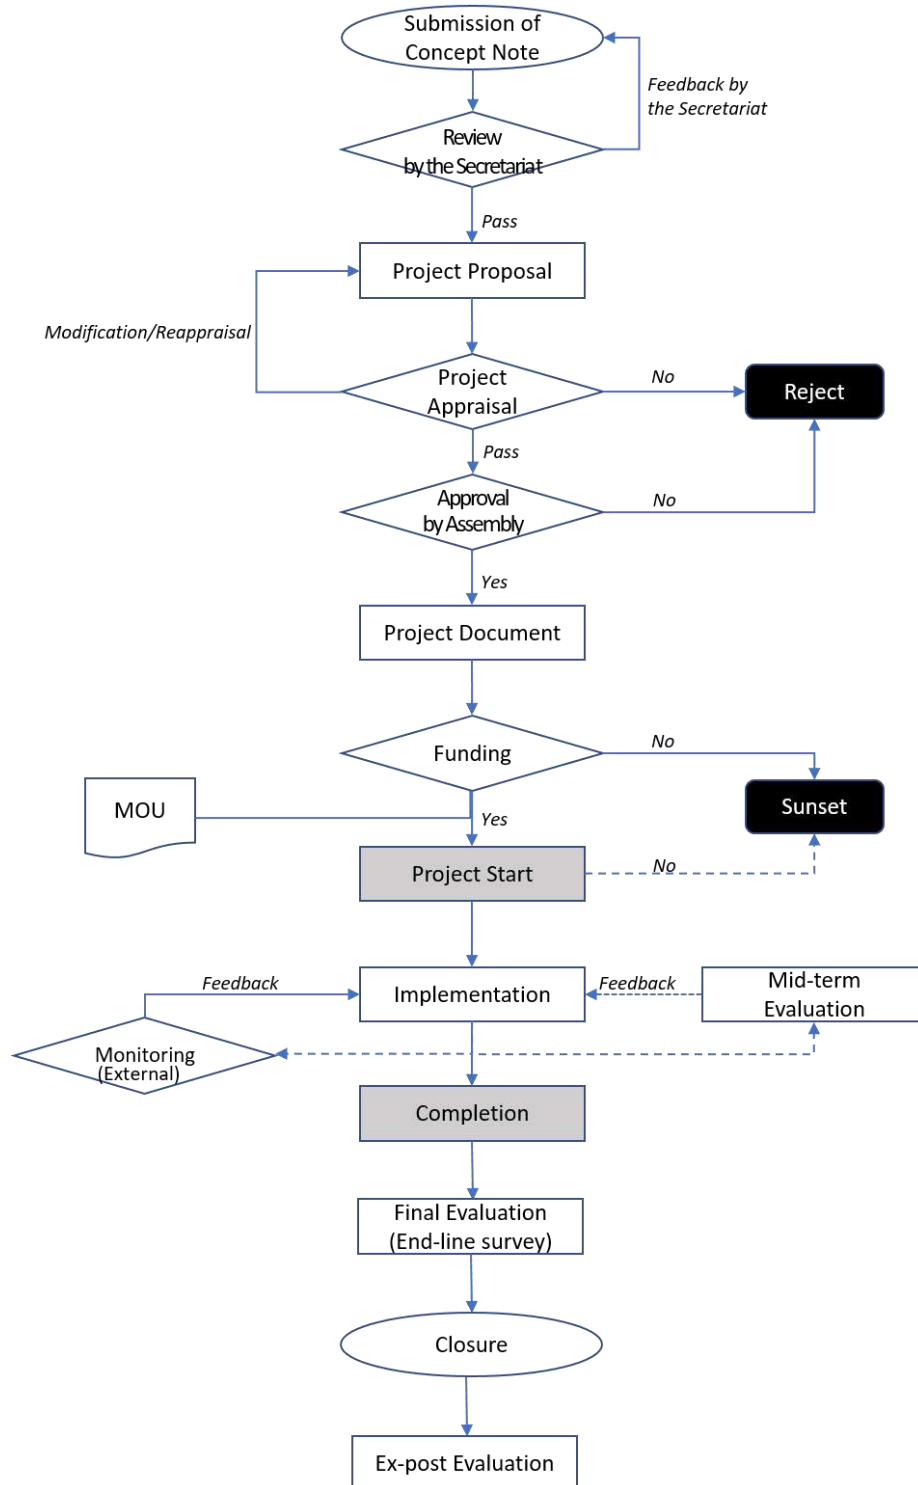 Submission of
Concept Note
Feedback by
the Secretariat
Review
by the Secretariat
Pass
Project Proposal
Modification/Reappraisal
Project
Appraisal
No
Reject
Pass
Approval
by Assembly
No
Yes
Project Document
Funding
No
MOU
Yes
Sunset
Project Start
No
Feedback
Implementation
Feedback
Mid-term
Evaluation
Monitoring
(External)
Completion
Final Evaluation
(End-line survey)
Closure
Ex-post Evaluation